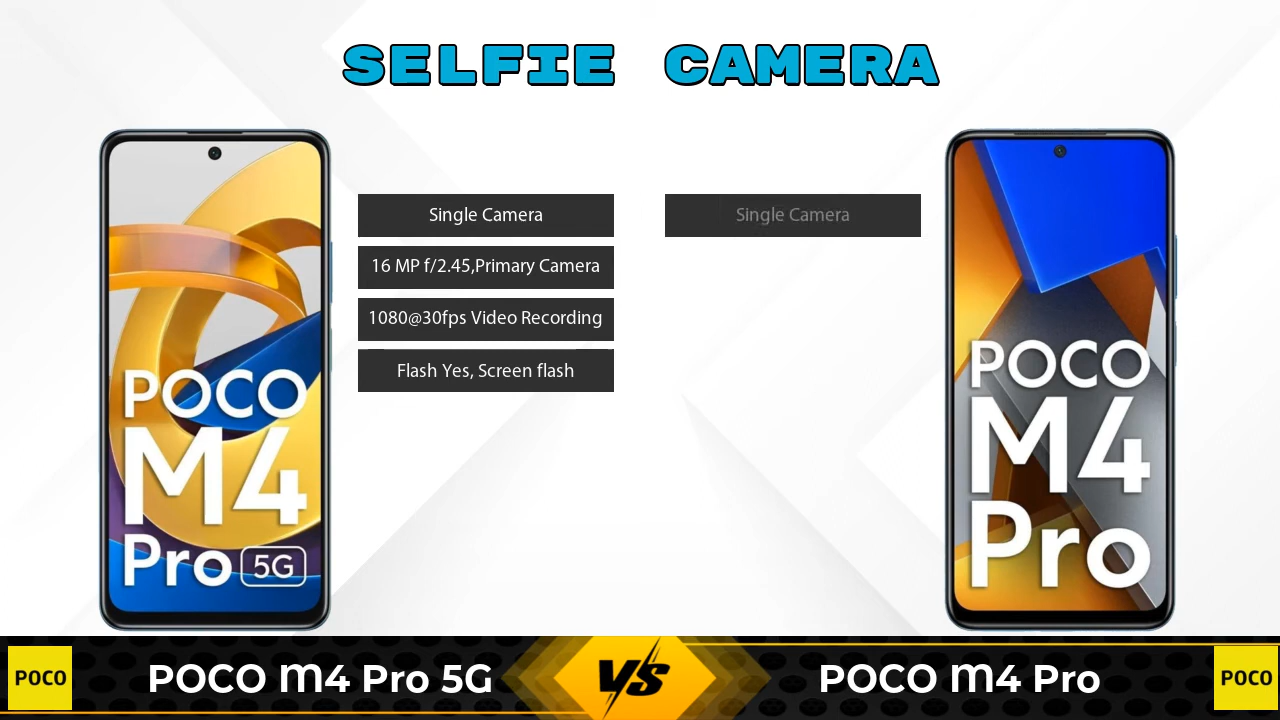 SELFIE CAMERA
Single Camera
16 MP f/2.45,Primary Camera
1080@30fps Video Recording
Flash Yes, Screen flash
Single Camera
POCO
M4
Pro 5G
POCO
M4
Pro
POCO
POCO M4 Pro 5G
VS
POCO M4 Pro
POCO